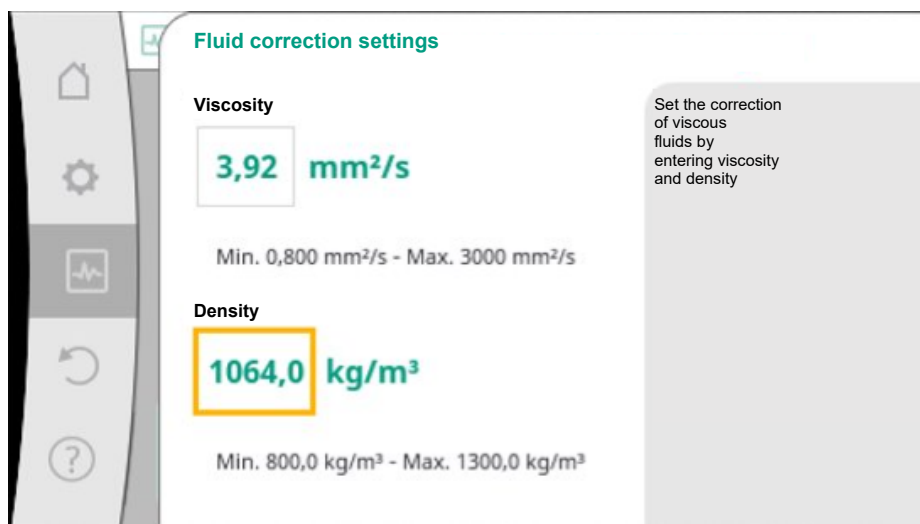 Fluid correction settings
Viscosity
3,92 mm²/s
Min. 0,800 mm²/s - Max. 3000 mm²/s
Density
1064,0 kg/m³
Min. 800,0 kg/m³ - Max. 1300,0 kg/m³
Set the correction
of viscous
fluids by
entering viscosity
and density
?